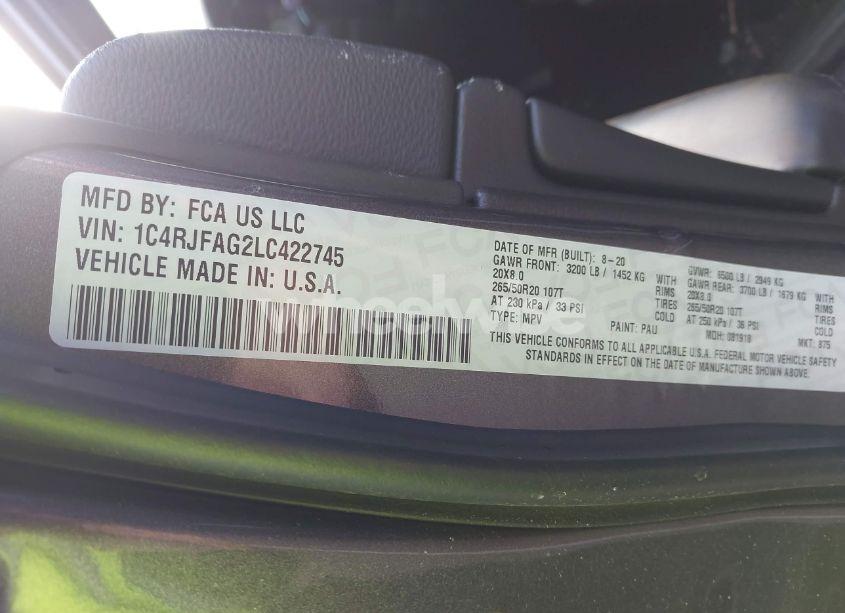 MFD BY: FCA US LLC
VIN: 1C4RJFAG2LC422745
VEHICLE MADE IN: U.S.A.
DATE OF MFR (BUILT): 8-20
GAWR FRONT: 3200 LB / 1452 KG WITH
20X8.0 RIMS
265/50R20 107T TIRES
AT 230 kPa / 33 PSI COLD
TYPE: MPV
PAINT: PAU
GVWR: 6500 LB / 2949 KG
GAWR REAR: 3700 LB / 1679 KG WITH
20X8.0 RIMS
265/50R20 107T TIRES
AT 250 kPa / 36 PSI COLD
MDH: 081918 MKT: 875
THIS VEHICLE CONFORMS TO ALL APPLICABLE U.S.A. FEDERAL MOTOR VEHICLE SAFETY
STANDARDS IN EFFECT ON THE DATE OF MANUFACTURE SHOWN ABOVE.